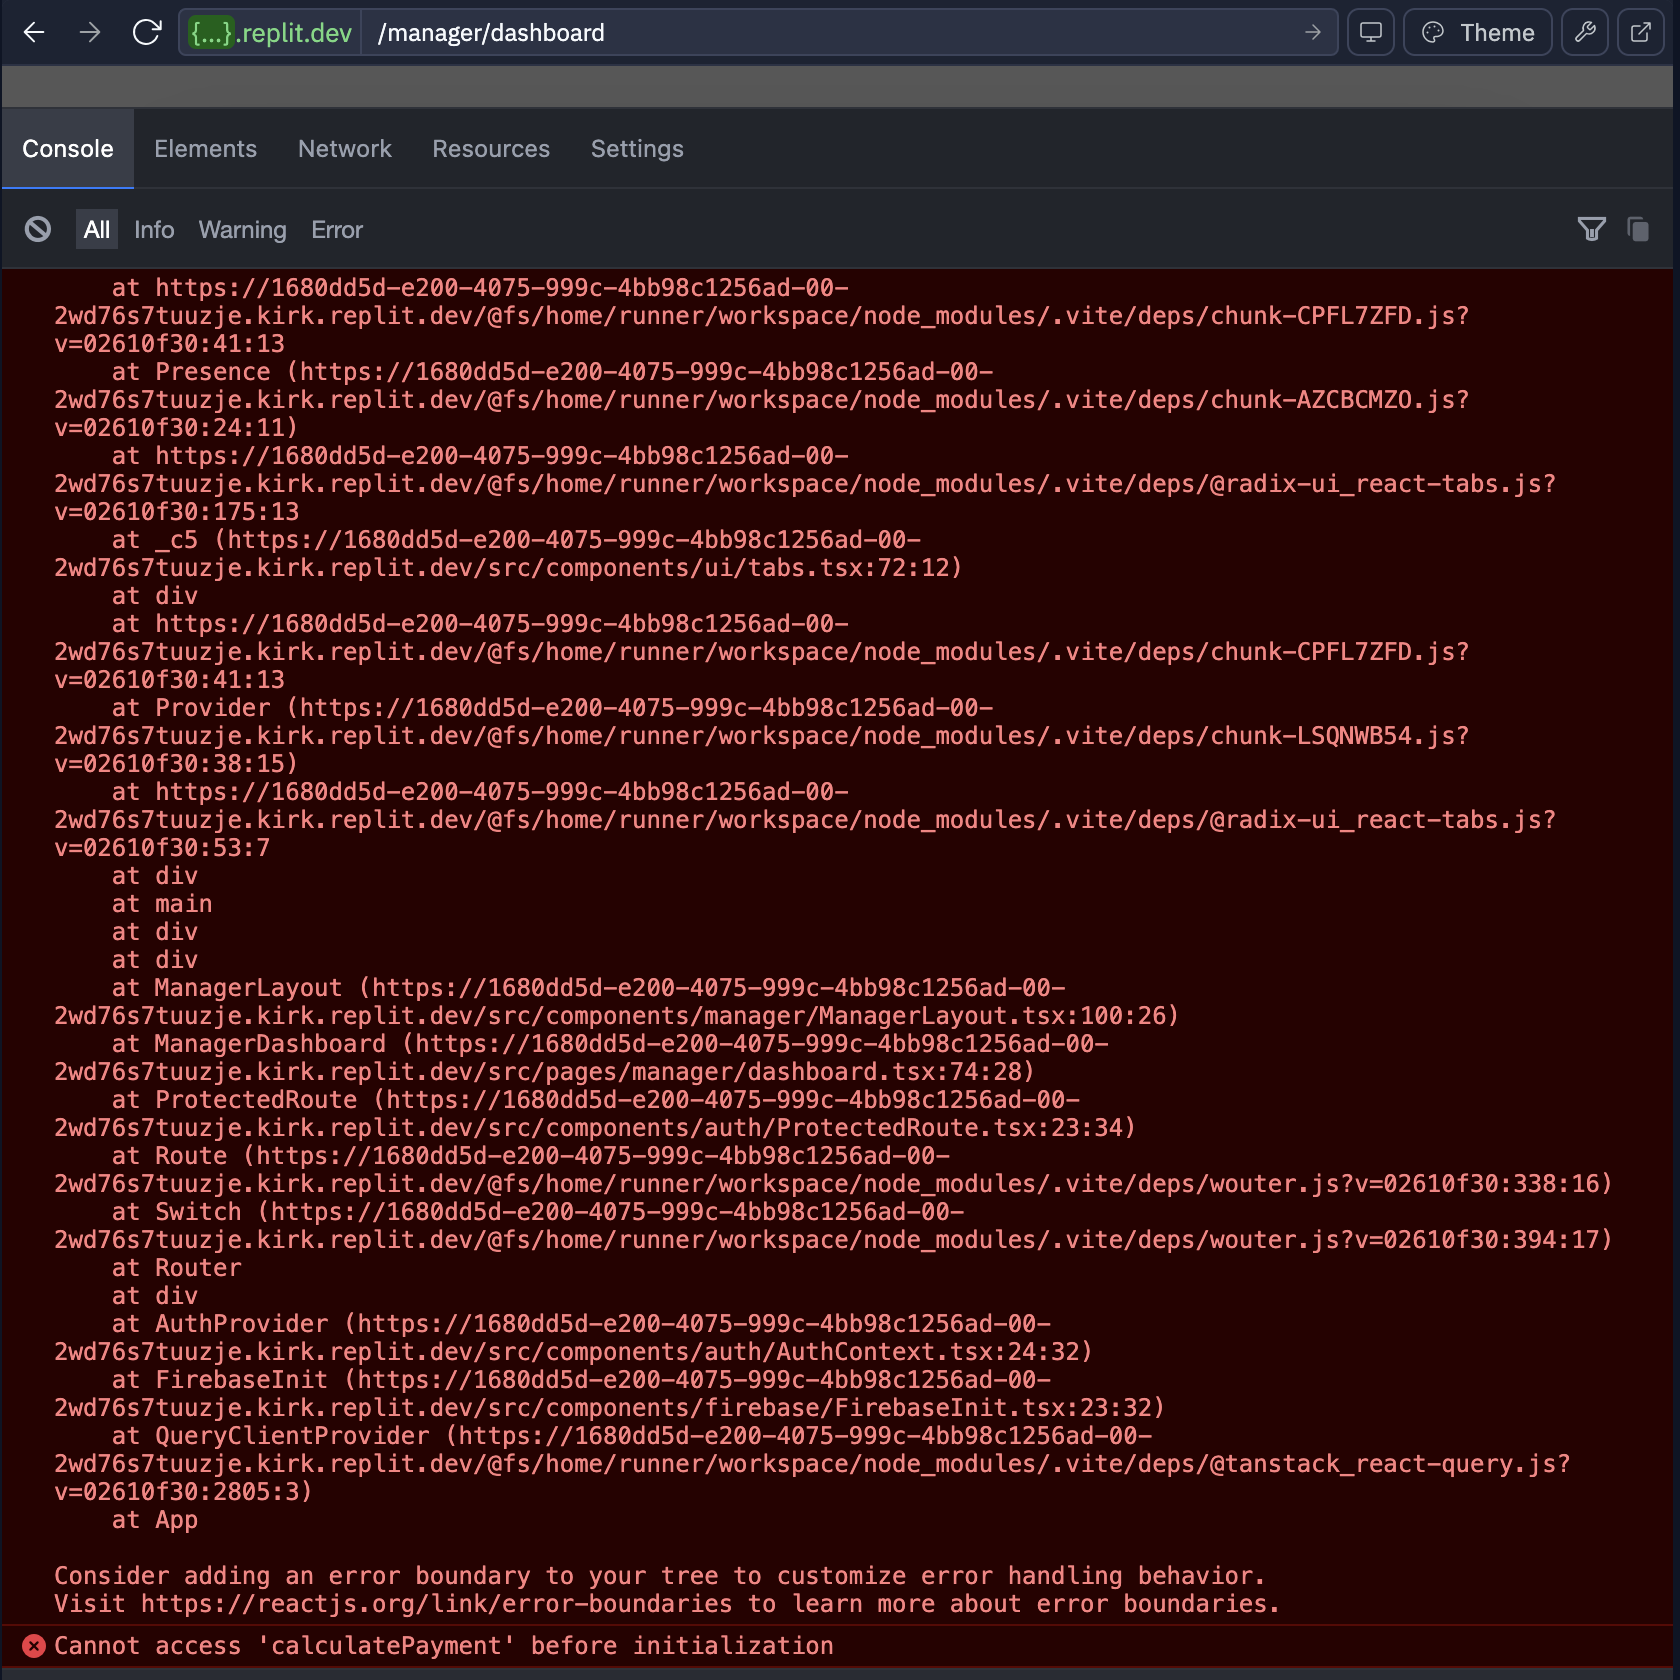 {...}.replit.dev /manager/dashboard Theme
Console Elements Network Resources Settings
All Info Warning Error
at https://1680dd5d-e200-4075-999c-4bb98c1256ad-00-
2wd76s7tuuzje.kirk.replit.dev/@fs/home/runner/workspace/node_modules/.vite/deps/chunk-CPFL7ZFD.js?
v=02610f30:41:13
at Presence (https://1680dd5d-e200-4075-999c-4bb98c1256ad-00-
2wd76s7tuuzje.kirk.replit.dev/@fs/home/runner/workspace/node_modules/.vite/deps/chunk-AZCBCMZO.js?
v=02610f30:24:11)
at https://1680dd5d-e200-4075-999c-4bb98c1256ad-00-
2wd76s7tuuzje.kirk.replit.dev/@fs/home/runner/workspace/node_modules/.vite/deps/@radix-ui_react-tabs.js?
v=02610f30:175:13
at _c5 (https://1680dd5d-e200-4075-999c-4bb98c1256ad-00-
2wd76s7tuuzje.kirk.replit.dev/src/components/ui/tabs.tsx:72:12)
at div
at https://1680dd5d-e200-4075-999c-4bb98c1256ad-00-
2wd76s7tuuzje.kirk.replit.dev/@fs/home/runner/workspace/node_modules/.vite/deps/chunk-CPFL7ZFD.js?
v=02610f30:41:13
at Provider (https://1680dd5d-e200-4075-999c-4bb98c1256ad-00-
2wd76s7tuuzje.kirk.replit.dev/@fs/home/runner/workspace/node_modules/.vite/deps/chunk-LSQNWB54.js?
v=02610f30:38:15)
at https://1680dd5d-e200-4075-999c-4bb98c1256ad-00-
2wd76s7tuuzje.kirk.replit.dev/@fs/home/runner/workspace/node_modules/.vite/deps/@radix-ui_react-tabs.js?
v=02610f30:53:7
at div
at main
at div
at div
at ManagerLayout (https://1680dd5d-e200-4075-999c-4bb98c1256ad-00-
2wd76s7tuuzje.kirk.replit.dev/src/components/manager/ManagerLayout.tsx:100:26)
at ManagerDashboard (https://1680dd5d-e200-4075-999c-4bb98c1256ad-00-
2wd76s7tuuzje.kirk.replit.dev/src/pages/manager/dashboard.tsx:74:28)
at ProtectedRoute (https://1680dd5d-e200-4075-999c-4bb98c1256ad-00-
2wd76s7tuuzje.kirk.replit.dev/src/components/auth/ProtectedRoute.tsx:23:34)
at Route (https://1680dd5d-e200-4075-999c-4bb98c1256ad-00-
2wd76s7tuuzje.kirk.replit.dev/@fs/home/runner/workspace/node_modules/.vite/deps/wouter.js?v=02610f30:338:16)
at Switch (https://1680dd5d-e200-4075-999c-4bb98c1256ad-00-
2wd76s7tuuzje.kirk.replit.dev/@fs/home/runner/workspace/node_modules/.vite/deps/wouter.js?v=02610f30:394:17)
at Router
at div
at AuthProvider (https://1680dd5d-e200-4075-999c-4bb98c1256ad-00-
2wd76s7tuuzje.kirk.replit.dev/src/components/auth/AuthContext.tsx:24:32)
at FirebaseInit (https://1680dd5d-e200-4075-999c-4bb98c1256ad-00-
2wd76s7tuuzje.kirk.replit.dev/src/components/firebase/FirebaseInit.tsx:23:32)
at QueryClientProvider (https://1680dd5d-e200-4075-999c-4bb98c1256ad-00-
2wd76s7tuuzje.kirk.replit.dev/@fs/home/runner/workspace/node_modules/.vite/deps/@tanstack_react-query.js?
v=02610f30:2805:3)
at App
Consider adding an error boundary to your tree to customize error handling behavior.
Visit https://reactjs.org/link/error-boundaries to learn more about error boundaries.
Cannot access 'calculatePayment' before initialization